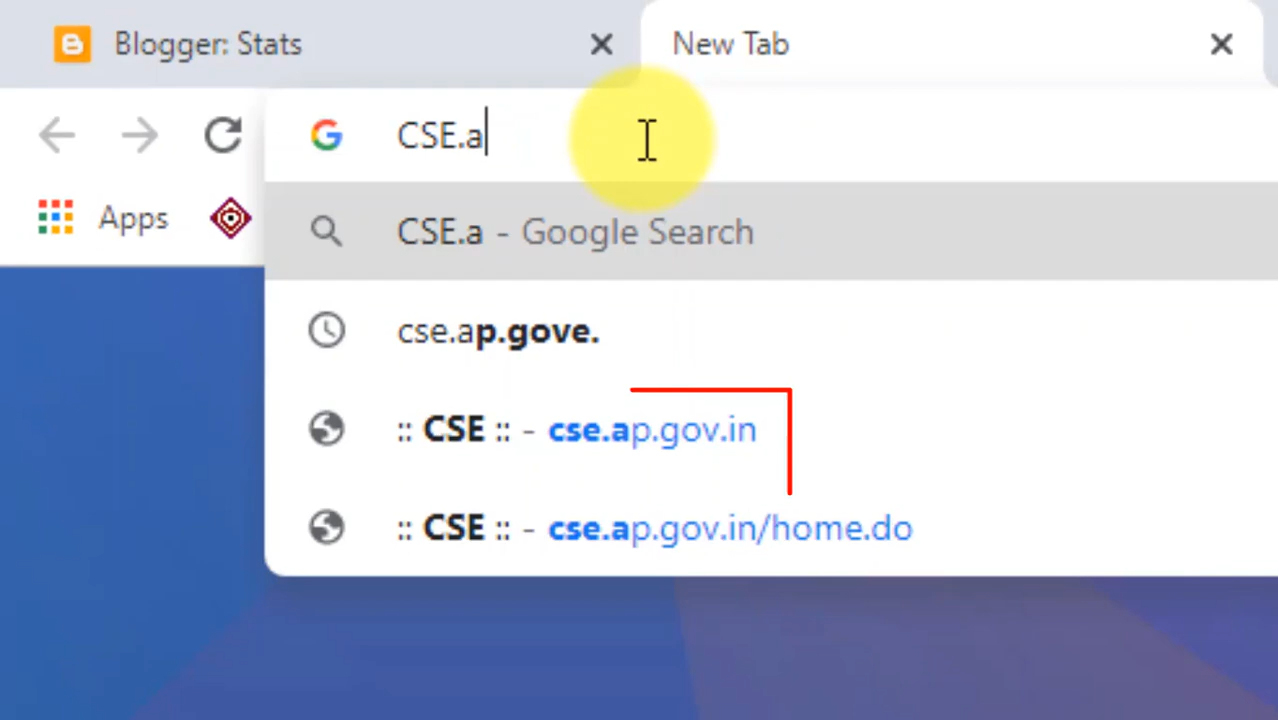 Blogger: Stats
New Tab
CSE.a
Apps
CSE.a - Google Search
cse.ap.gove.
:: CSE :: - cse.ap.gov.in
:: CSE :: - cse.ap.gov.in/home.do